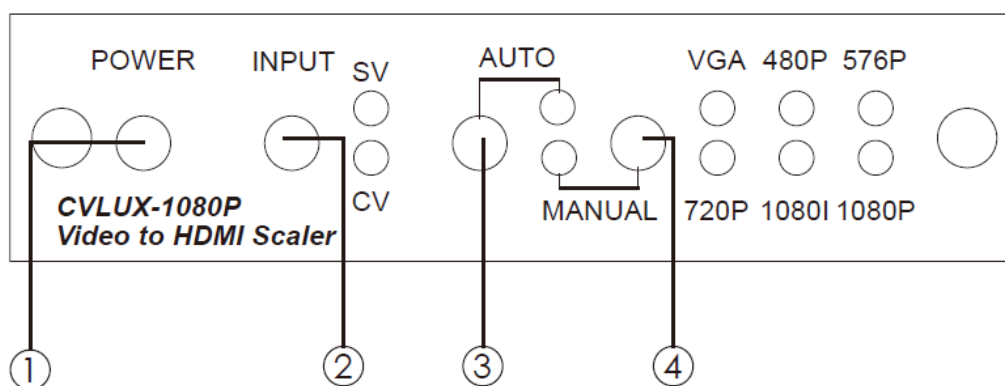 POWER INPUT SV AUTO VGA 480P 576P
CV MANUAL 720P 1080I 1080P
CVLUX-1080P
Video to HDMI Scaler
1 2 3 4